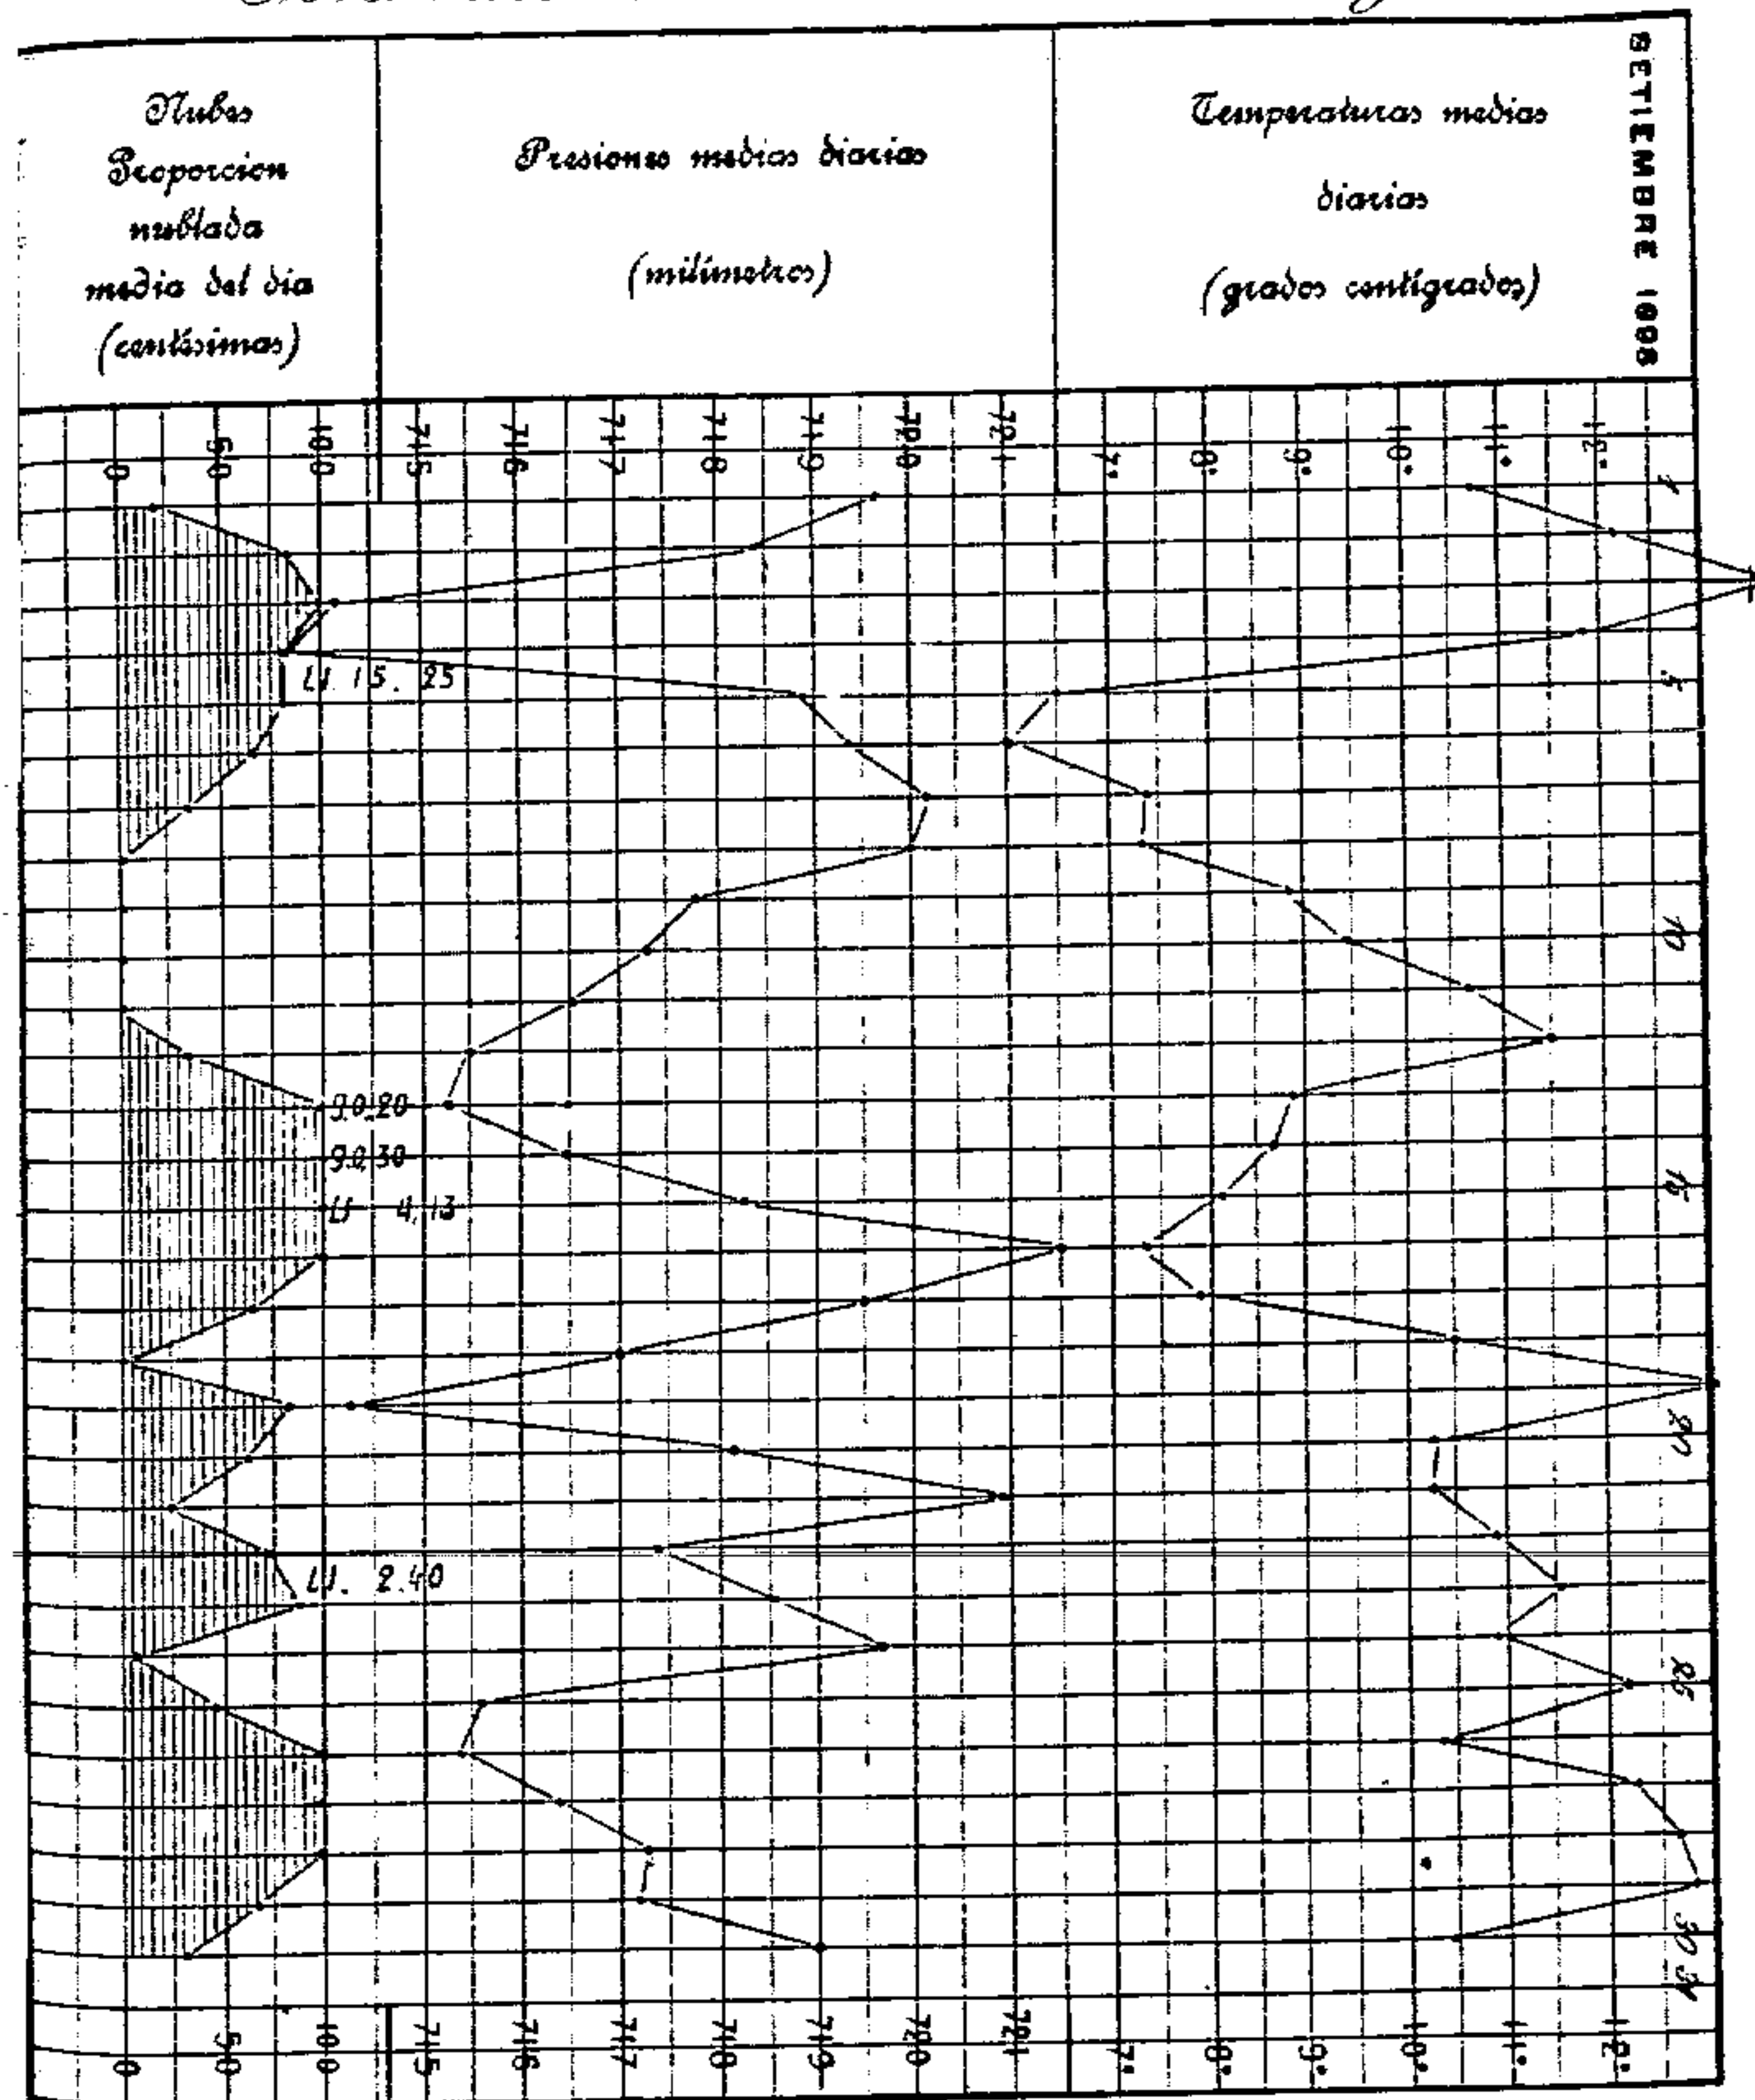 Nubes
Proporcion
nublada
media del dia
(centésimas)
Presiones medias diarias
(milímetros)
Temperaturas medias
diarias
(grados centígrados)
SETIEMBRE 1898
0 50 100 715 716 717 718 719 720 721 7. 8. 9. 10. 11. 12.
1
Ll. 15. 25
5
10
9.0.20
9.0.30
Ll 4,13
15
20
Ll. 2.40
25
30
31
0 50 100 715 716 717 718 719 720 721 7. 8. 9. 10. 11. 12.